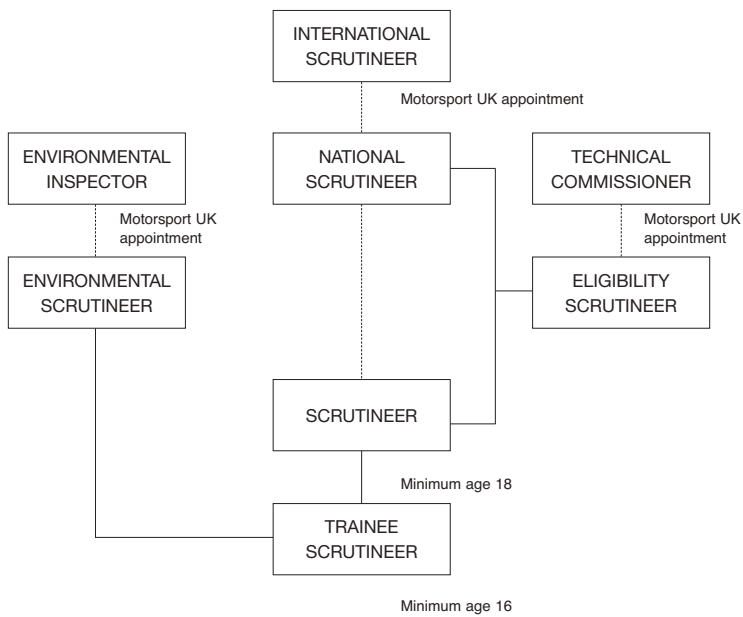 INTERNATIONAL
SCRUTINEER
Motorsport UK appointment
ENVIRONMENTAL
INSPECTOR
NATIONAL
SCRUTINEER
TECHNICAL
COMMISSIONER
Motorsport UK
appointment
Motorsport UK
appointment
ENVIRONMENTAL
SCRUTINEER
ELIGIBILITY
SCRUTINEER
SCRUTINEER
Minimum age 18
TRAINEE
SCRUTINEER
Minimum age 16